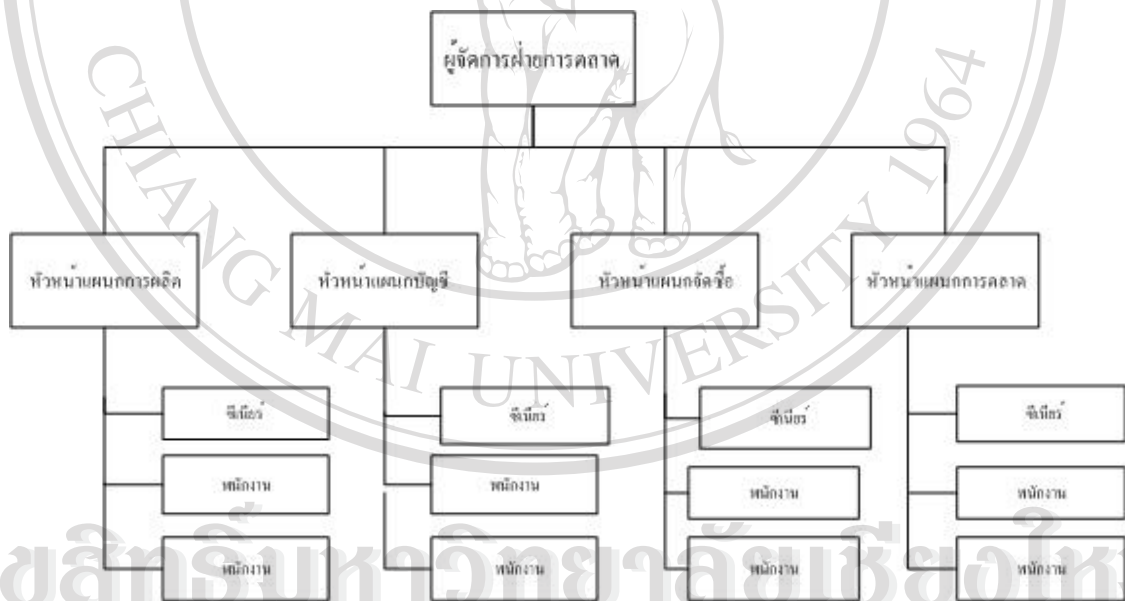 ผู้จัดการฝ่ายการตลาด
หัวหน้าแผนกการผลิต
หัวหน้าแผนกบัญชี
หัวหน้าแผนกจัดซื้อ
หัวหน้าแผนกการตลาด
ซีเนียร์
ซีเนียร์
ซีเนียร์
ซีเนียร์
พนักงาน
พนักงาน
พนักงาน
พนักงาน
พนักงาน
พนักงาน
พนักงาน
พนักงาน
CHIANG MAI UNIVERSITY 1964